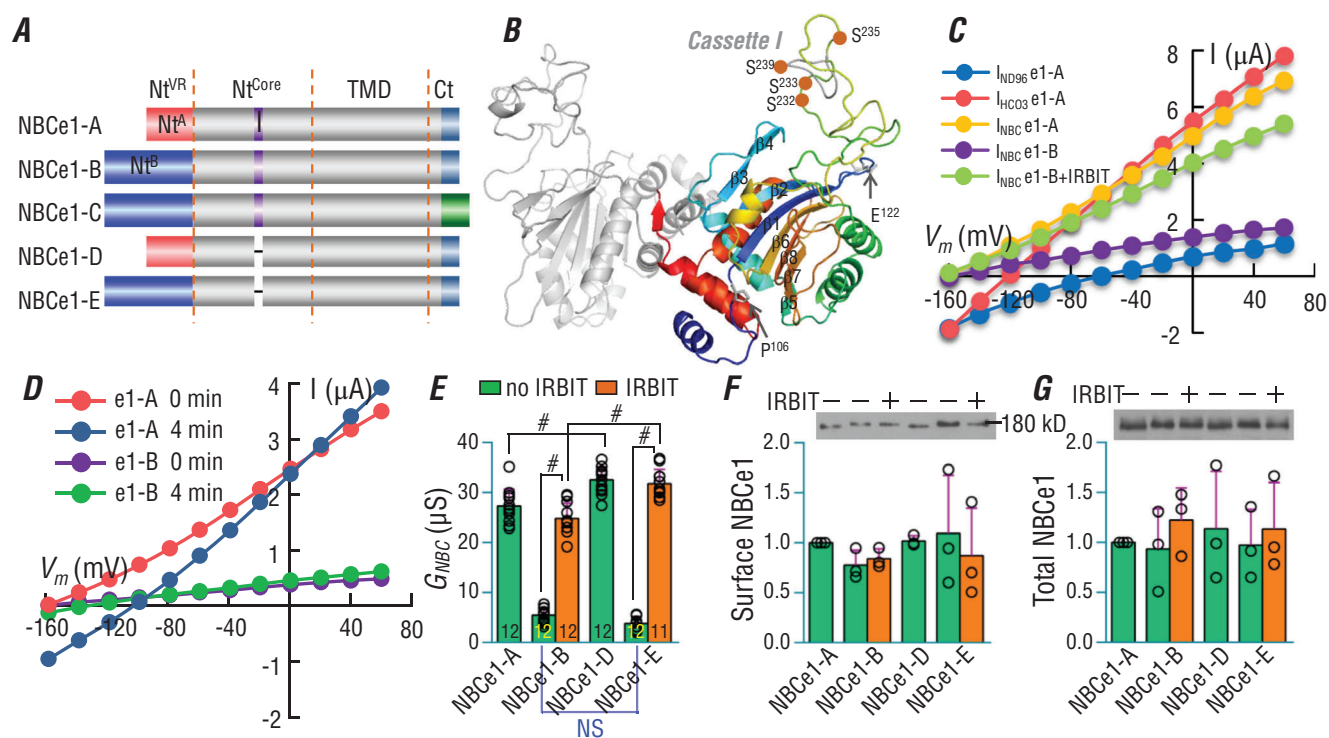 A
Nt^VR Nt^Core TMD Ct
NBCe1-A Nt^A I
NBCe1-B Nt^B
NBCe1-C
NBCe1-D
NBCe1-E
B
Cassette I
S^235
S^239
S^233
S^232
β4
β3
β2
β1
β6
β8
β7
β5
E^122
P^106
C
I (μA)
I_ND96 e1-A
I_HCO3 e1-A
I_NBC e1-A
I_NBC e1-B
I_NBC e1-B+IRBIT
8
6
4
2
-2
V_m (mV)
-160 -120 -80 -40 0 40 80
D
I (μA)
e1-A 0 min
e1-A 4 min
e1-B 0 min
e1-B 4 min
4
3
2
1
-1
-2
V_m (mV)
-160 -120 -80 -40 0 40 80
E
no IRBIT IRBIT
# # # #
G_NBC (μS)
40
30
20
10
0
12 12 12 12 12 11
NBCe1-A NBCe1-B NBCe1-D NBCe1-E
NS
F
IRBIT – – + – – +
180 kD
Surface NBCe1
2.0
1.5
1.0
0.5
0.0
NBCe1-A NBCe1-B NBCe1-D NBCe1-E
G
IRBIT – – + – – +
Total NBCe1
2.0
1.5
1.0
0.5
0.0
NBCe1-A NBCe1-B NBCe1-D NBCe1-E